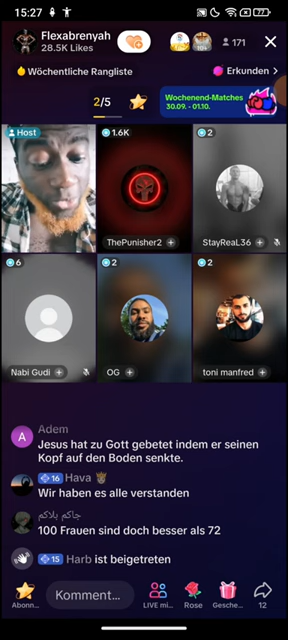 15:27
77
Flexabrenyah
28.5K Likes
10+
171
Wöchentliche Rangliste
Erkunden >
2/5
Wochenend-Matches
30.09. - 01.10.
Host
1.6K
2
ThePunisher2 +
StayReaL36 +
6
2
2
Nabi Gudi +
OG +
toni manfred +
A
Adem
Jesus hat zu Gott gebetet indem er seinen
Kopf auf den Boden senkte.
16 Hava
Wir haben es alle verstanden
جاكم بلاكم
100 Frauen sind doch besser als 72
15 Harb ist beigetreten
Komment...
Abonn...
LIVE mi...
Rose
Gesche...
12